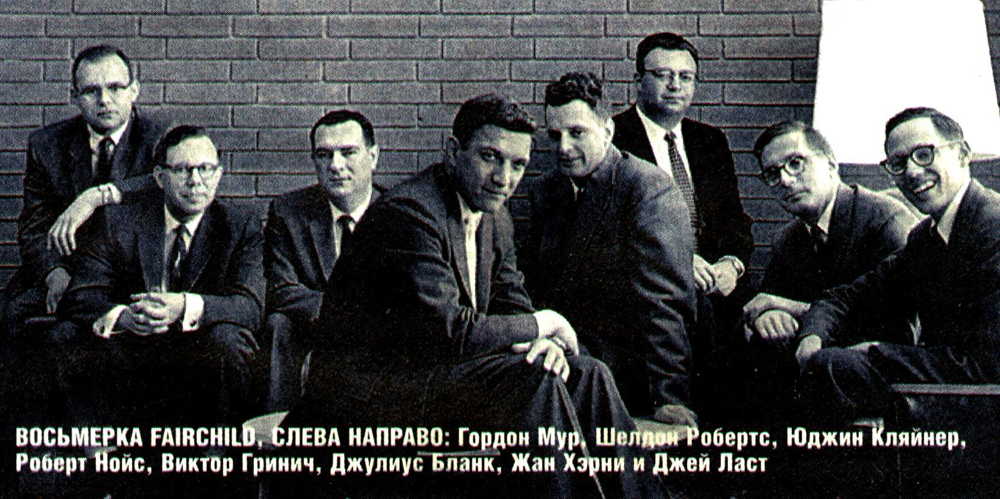 ВОСЬМЕРКА FAIRCHILD, СЛЕВА НАПРАВО: Гордон Мур, Шелдон Робертс, Юджин Кляйнер,
Роберт Нойс, Виктор Гринич, Джулиус Бланк, Жан Хэрни и Джей Ласт